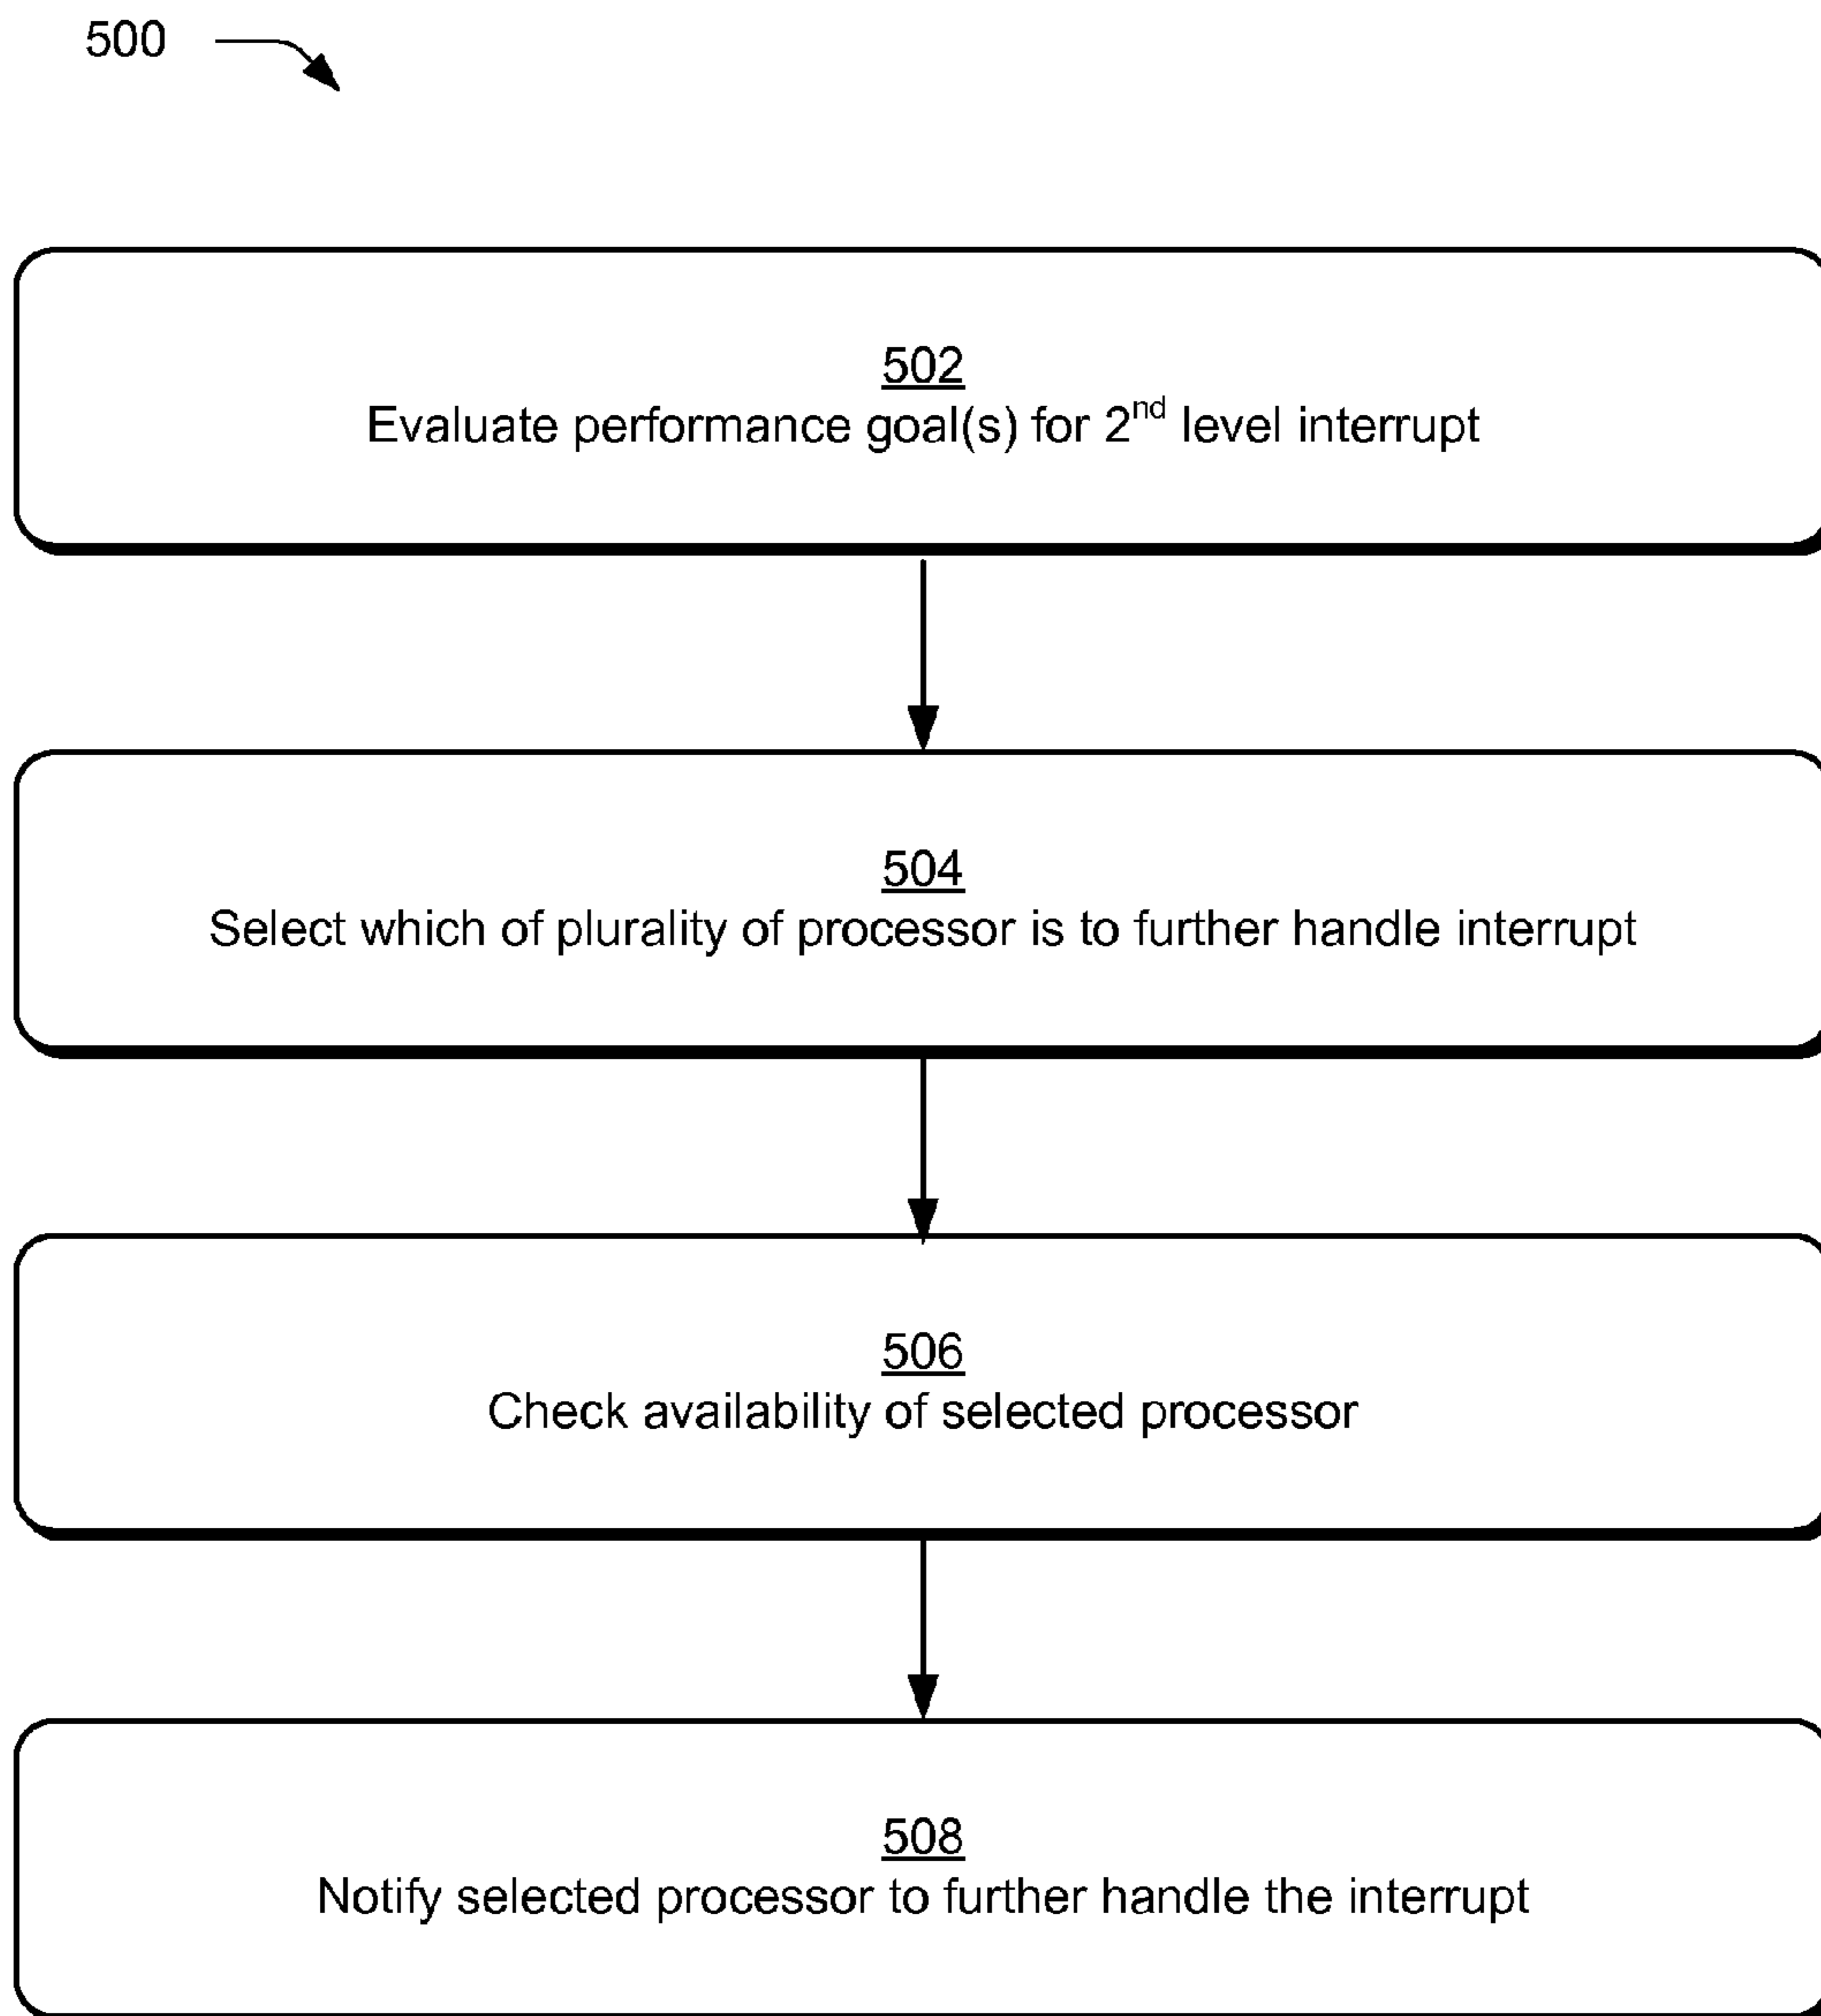 500
502
Evaluate performance goal(s) for 2nd level interrupt
504
Select which of plurality of processor is to further handle interrupt
506
Check availability of selected processor
508
Notify selected processor to further handle the interrupt